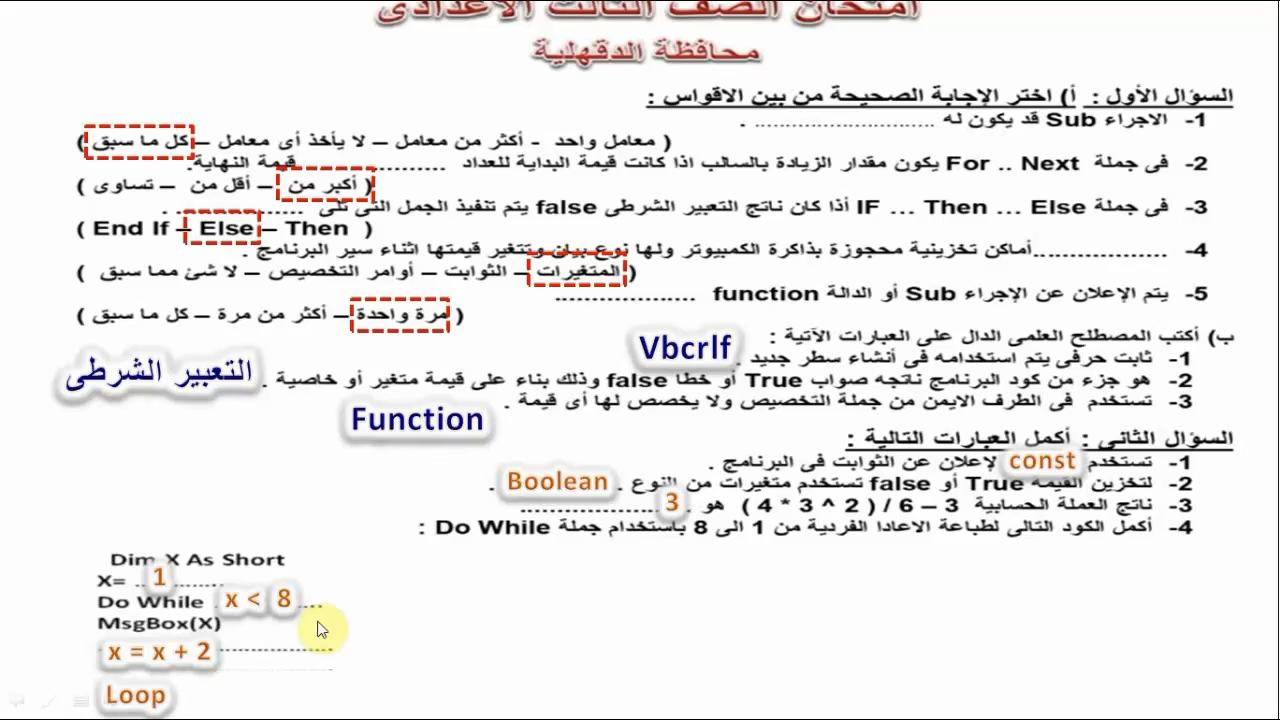 امتحان الصف الثالث الاعدادى
محافظة الدقهلية
السؤال الأول : أ) اختر الإجابة الصحيحة من بين الاقواس :
1- الاجراء Sub قد يكون له .......................... .
( معامل واحد - أكثر من معامل – لا يأخذ أى معامل – كل ما سبق )
2- فى جملة For .. Next يكون مقدار الزيادة بالسالب اذا كانت قيمة البداية للعداد .................. قيمة النهاية.
( أكبر من – أقل من – تساوى )
3- فى جملة IF ... Then ... Else أذا كان ناتج التعبير الشرطى false يتم تنفيذ الجمل التى تلى .................. .
( End If – Else – Then )
4- ...................أماكن تخزينية محجوزة بذاكرة الكمبيوتر ولها نوع بيان وتتغير قيمتها اثناء سير البرنامج .
( المتغيرات – الثوابت – أوامر التخصيص – لا شئ مما سبق )
5- يتم الإعلان عن الإجراء Sub أو الدالة function ....................
( مرة واحدة – أكثر من مرة – كل ما سبق )
ب) أكتب المصطلح العلمى الدال على العبارات الآتية :
1- ثابت حرفى يتم استخدامه فى أنشاء سطر جديد . Vbcrlf
2- هو جزء من كود البرنامج ناتجه صواب True أو خطا false وذلك بناء على قيمة متغير أو خاصية . التعبير الشرطى
3- تستخدم فى الطرف الايمن من جملة التخصيص ولا يخصص لها أى قيمة . Function
السؤال الثانى : أكمل العبارات التالية :
1- تستخدم const لإعلان عن الثوابت فى البرنامج .
2- لتخزين القيمة True أو false تستخدم متغيرات من النوع . Boolean .
3- ناتج العملة الحسابية 3 – 6 / ( 2 ^ 3 * 4 ) هو . 3 ....................
4- أكمل الكود التالى لطباعة الاعدا الفردية من 1 الى 8 باستخدام جملة Do While :
Dim X As Short
X= .. 1 ........
Do While . x < 8 ....
MsgBox(X)
x = x + 2 ..................
Loop